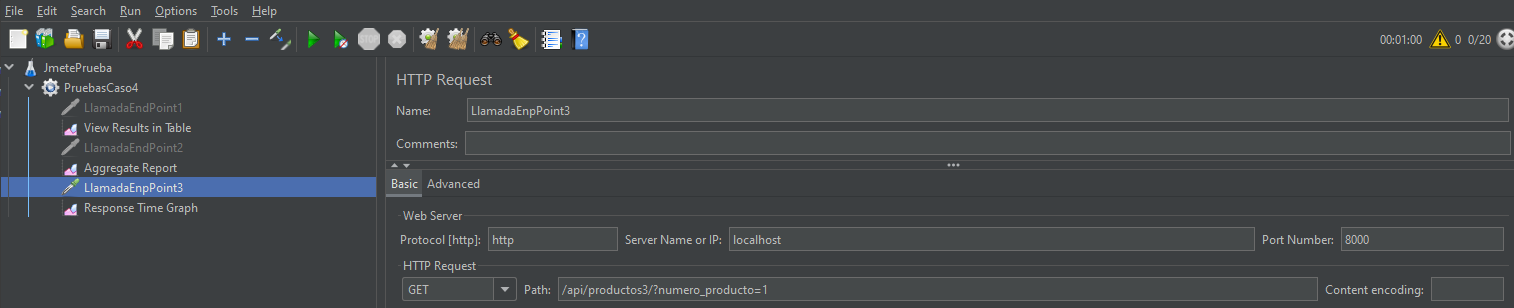 File Edit Search Run Options Tools Help
STOP 00:01:00 0 0/20
JmetePrueba
PruebasCaso4
LlamadaEndPoint1
View Results in Table
LlamadaEndPoint2
Aggregate Report
LlamadaEnpPoint3
Response Time Graph
HTTP Request
Name: LlamadaEnpPoint3
Comments:
Basic Advanced
Web Server
Protocol [http]: http Server Name or IP: localhost Port Number: 8000
HTTP Request
GET Path: /api/productos3/?numero_producto=1 Content encoding: